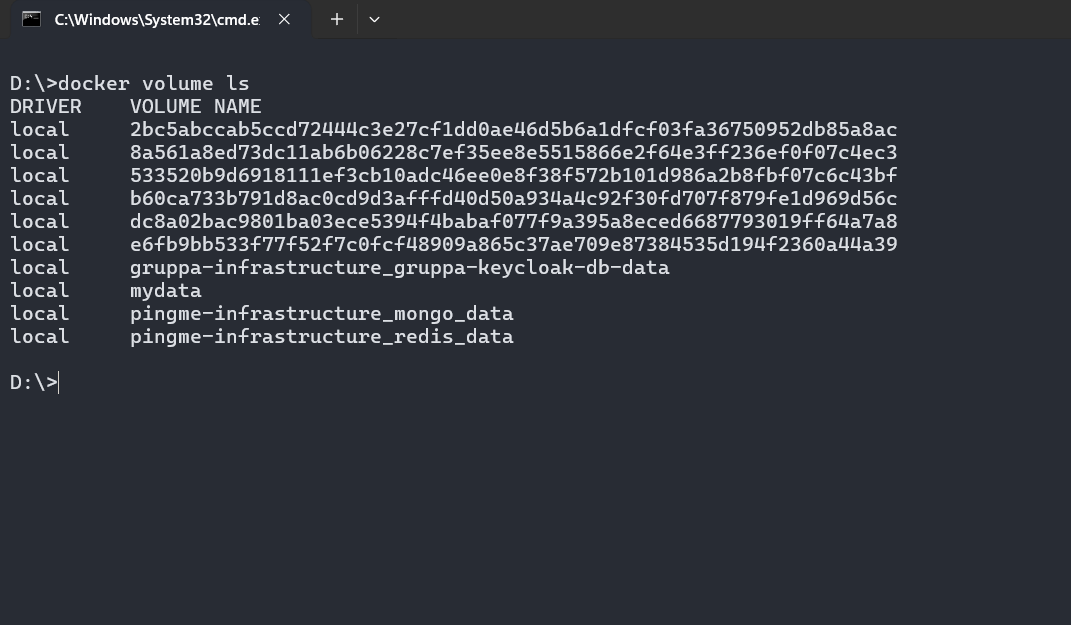 C:\Windows\System32\cmd.e
D:\>docker volume ls
DRIVER    VOLUME NAME
local     2bc5abccab5ccd72444c3e27cf1dd0ae46d5b6a1dfcf03fa36750952db85a8ac
local     8a561a8ed73dc11ab6b06228c7ef35ee8e5515866e2f64e3ff236ef0f07c4ec3
local     533520b9d6918111ef3cb10adc46ee0e8f38f572b101d986a2b8fbf07c6c43bf
local     b60ca733b791d8ac0cd9d3afffd40d50a934a4c92f30fd707f879fe1d969d56c
local     dc8a02bac9801ba03ece5394f4babaf077f9a395a8eced6687793019ff64a7a8
local     e6fb9bb533f77f52f7c0fcf48909a865c37ae709e87384535d194f2360a44a39
local     gruppa-infrastructure_gruppa-keycloak-db-data
local     mydata
local     pingme-infrastructure_mongo_data
local     pingme-infrastructure_redis_data
D:\>